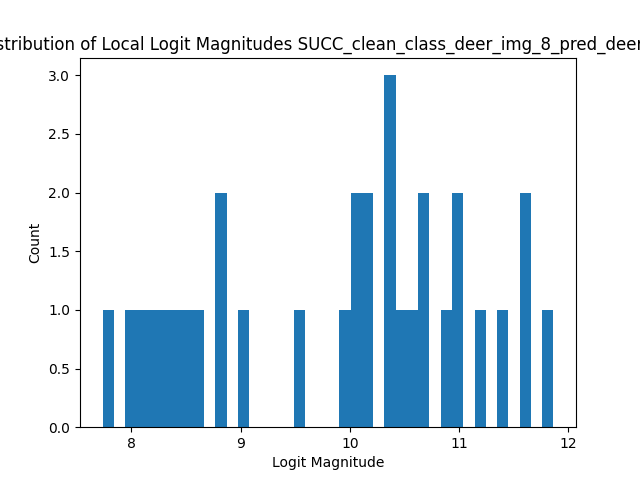 stribution of Local Logit Magnitudes SUCC_clean_class_deer_img_8_pred_deer
3.0
2.5
2.0
1.5
1.0
0.5
0.0
Count
8 9 10 11 12
Logit Magnitude